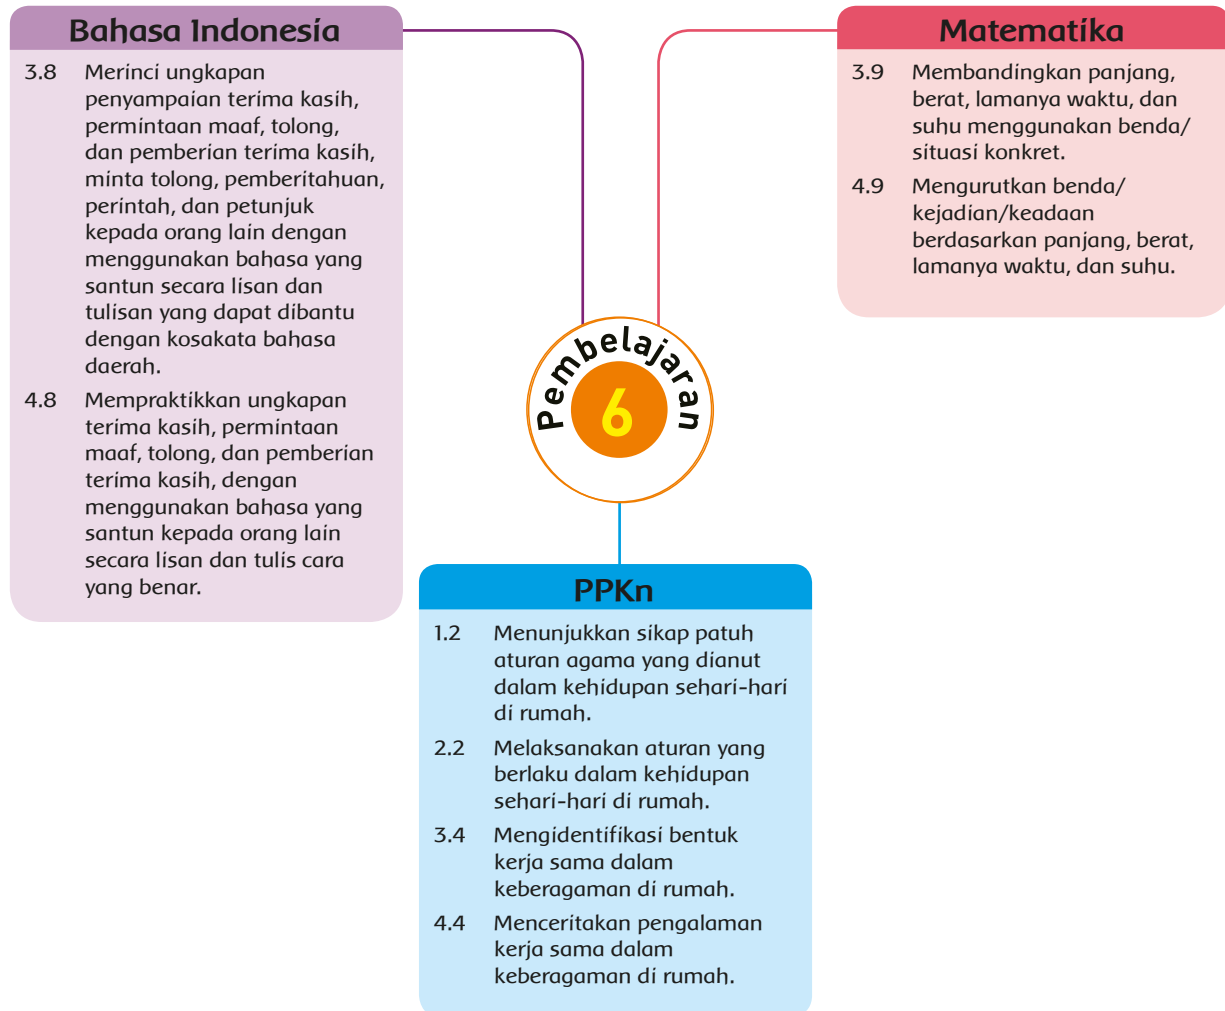 Bahasa Indonesia
3.8 Merinci ungkapan
penyampaian terima kasih,
permintaan maaf, tolong,
dan pemberian terima kasih,
minta tolong, pemberitahuan,
perintah, dan petunjuk
kepada orang lain dengan
menggunakan bahasa yang
santun secara lisan dan
tulisan yang dapat dibantu
dengan kosakata bahasa
daerah.
4.8 Mempraktikkan ungkapan
terima kasih, permintaan
maaf, tolong, dan pemberian
terima kasih, dengan
menggunakan bahasa yang
santun kepada orang lain
secara lisan dan tulis cara
yang benar.
Matematika
3.9 Membandingkan panjang,
berat, lamanya waktu, dan
suhu menggunakan benda/
situasi konkret.
4.9 Mengurutkan benda/
kejadian/keadaan
berdasarkan panjang, berat,
lamanya waktu, dan suhu.
Pembelajaran
6
PPKn
1.2 Menunjukkan sikap patuh
aturan agama yang dianut
dalam kehidupan sehari-hari
di rumah.
2.2 Melaksanakan aturan yang
berlaku dalam kehidupan
sehari-hari di rumah.
3.4 Mengidentifikasi bentuk
kerja sama dalam
keberagaman di rumah.
4.4 Menceritakan pengalaman
kerja sama dalam
keberagaman di rumah.